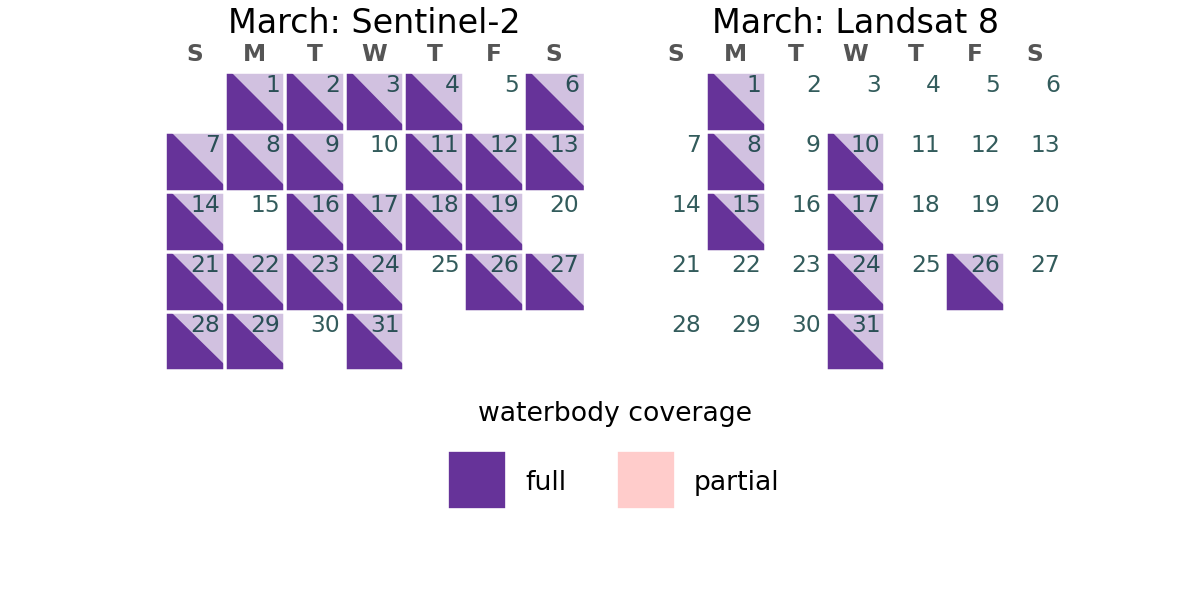 March: Sentinel-2
S M T W T F S
1 2 3 4 5 6
7 8 9 10 11 12 13
14 15 16 17 18 19 20
21 22 23 24 25 26 27
28 29 30 31
March: Landsat 8
S M T W T F S
1 2 3 4 5 6
7 8 9 10 11 12 13
14 15 16 17 18 19 20
21 22 23 24 25 26 27
28 29 30 31
waterbody coverage
full partial